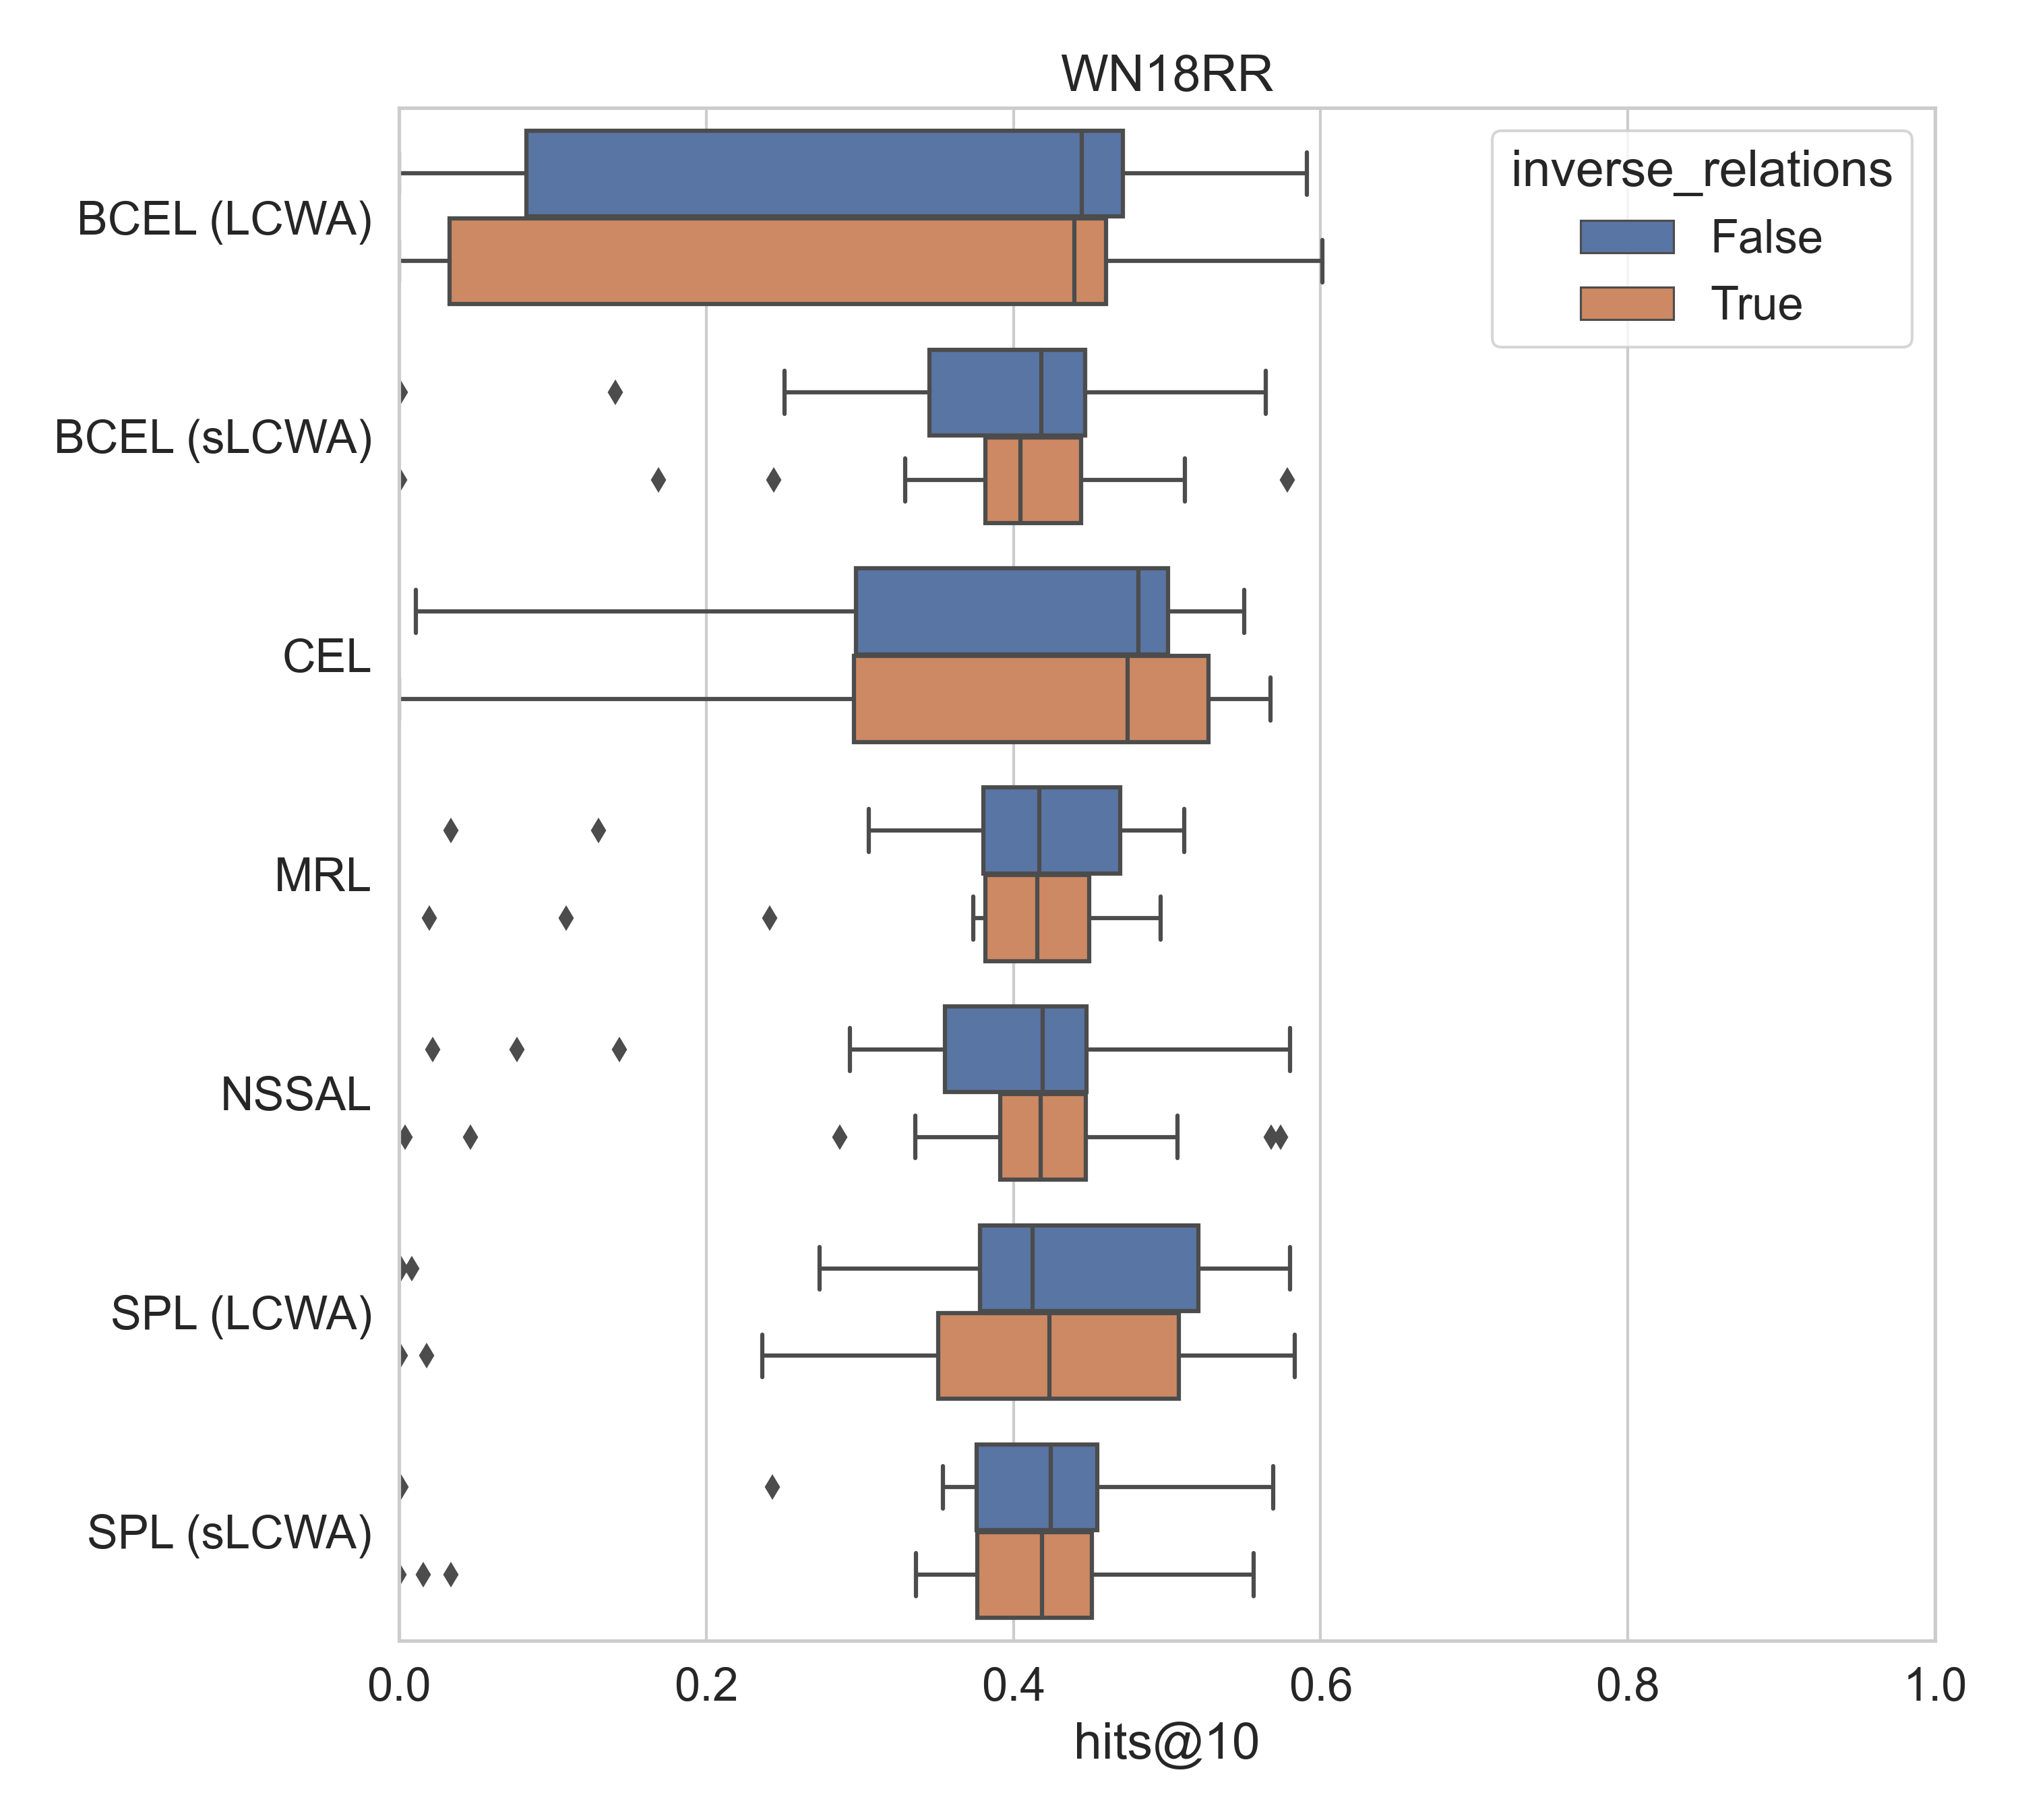 WN18RR
inverse_relations
False
True
BCEL (LCWA)
BCEL (sLCWA)
CEL
MRL
NSSAL
SPL (LCWA)
SPL (sLCWA)
0.0 0.2 0.4 0.6 0.8 1.0
hits@10